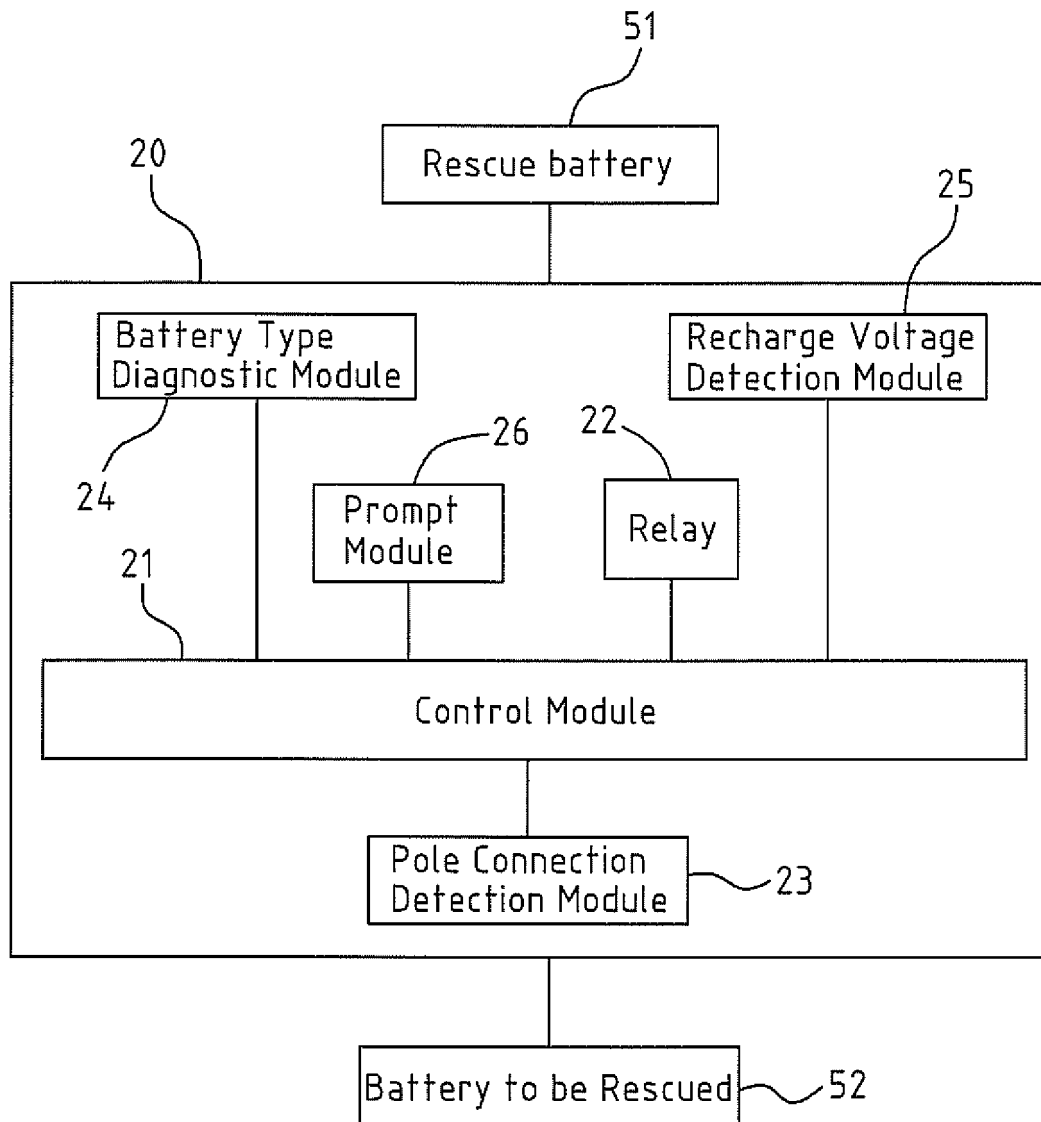 51
Rescue battery
20
25
Battery Type
Diagnostic Module
Recharge Voltage
Detection Module
24
26
22
Prompt
Module
Relay
21
Control Module
Pole Connection
Detection Module
23
Battery to be Rescued
52